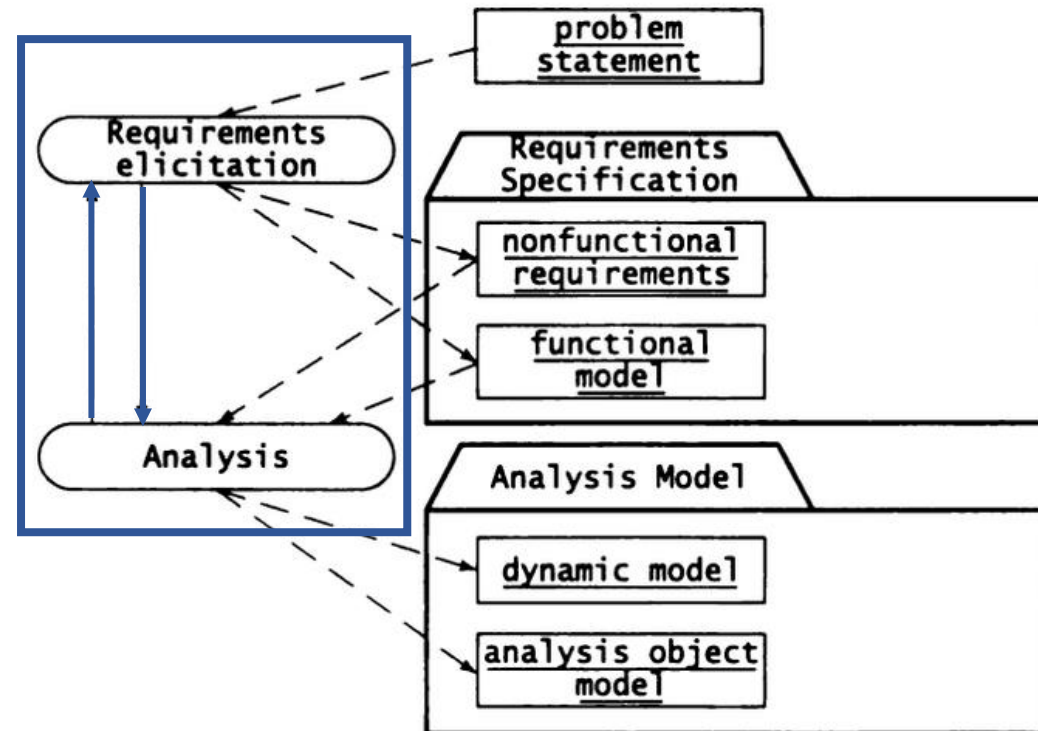 problem
statement
Requirements
elicitation
Requirements
Specification
nonfunctional
requirements
functional
model
Analysis
Analysis Model
dynamic model
analysis object
model